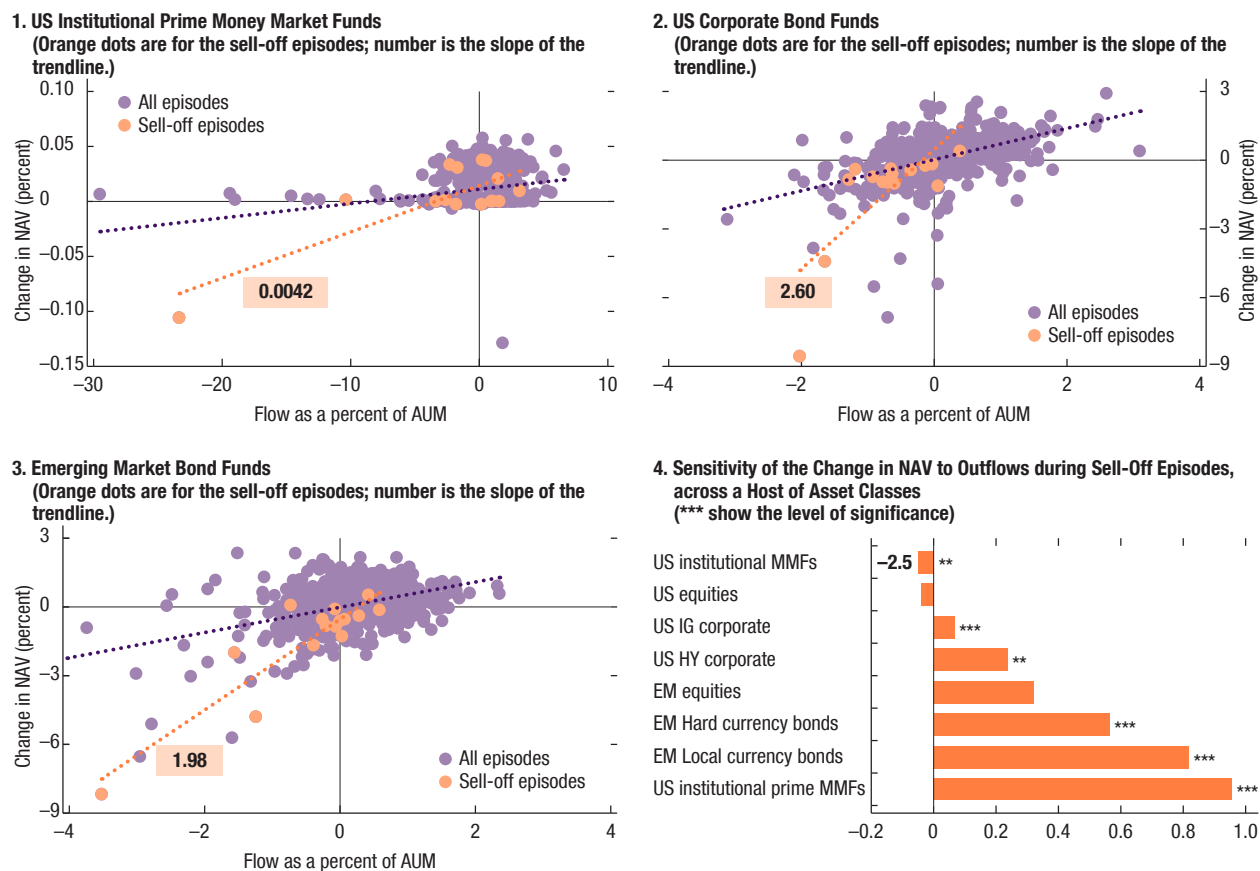 1. US Institutional Prime Money Market Funds
(Orange dots are for the sell-off episodes; number is the slope of the
trendline.)
0.10
0.05
0
−0.05
−0.10
−0.15
Change in NAV (percent)
All episodes
Sell-off episodes
0.0042
−30
−20
−10
0
10
Flow as a percent of AUM
2. US Corporate Bond Funds
(Orange dots are for the sell-off episodes; number is the slope of the
trendline.)
3
0
−3
−6
−9
Change in NAV (percent)
2.60
All episodes
Sell-off episodes
−4
−2
0
2
4
Flow as a percent of AUM
3. Emerging Market Bond Funds
(Orange dots are for the sell-off episodes; number is the slope of the
trendline.)
3
0
−3
−6
−9
Change in NAV (percent)
1.98
All episodes
Sell-off episodes
−4
−2
0
2
4
Flow as a percent of AUM
4. Sensitivity of the Change in NAV to Outflows during Sell-Off Episodes,
across a Host of Asset Classes
(*** show the level of significance)
US institutional MMFs −2.5 **
US equities
US IG corporate ***
US HY corporate **
EM equities
EM Hard currency bonds ***
EM Local currency bonds ***
US institutional prime MMFs ***
−0.2 0 0.2 0.4 0.6 0.8 1.0